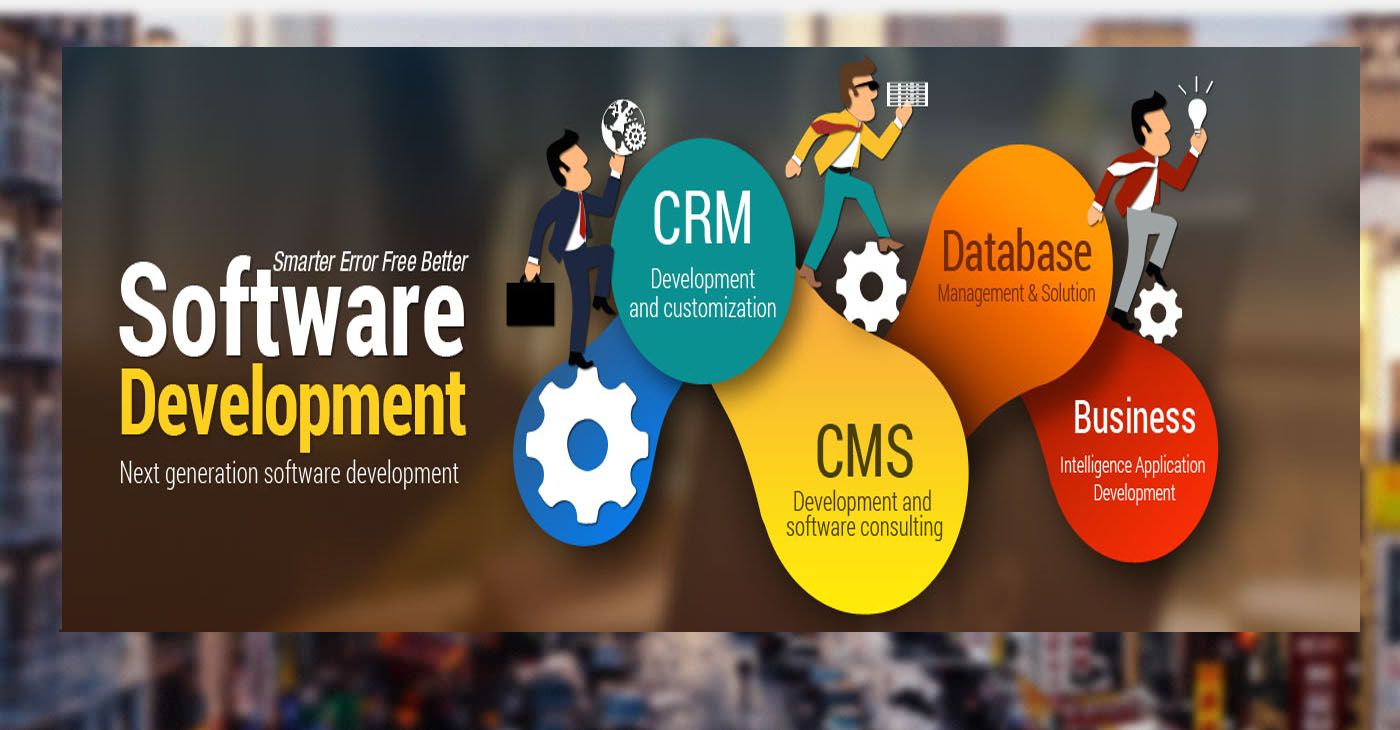 Smarter Error Free Better
Software
Development
Next generation software development
CRM
Development
and customization
CMS
Development and
software consulting
Database
Management & Solution
Business
Intelligence Application
Development